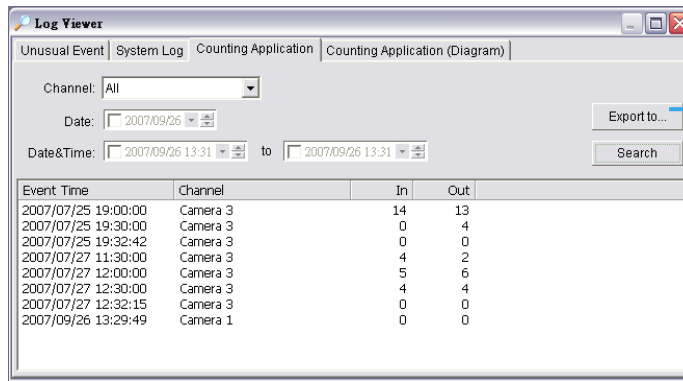 Log Viewer
Unusual Event System Log Counting Application Counting Application (Diagram)
Channel: All
Date: 2007/09/26
Export to...
Date&Time: 2007/09/26 13:31 to 2007/09/26 13:31
Search
Event Time Channel In Out
2007/07/25 19:00:00 Camera 3 14 13
2007/07/25 19:30:00 Camera 3 0 4
2007/07/25 19:32:42 Camera 3 0 0
2007/07/27 11:30:00 Camera 3 4 2
2007/07/27 12:00:00 Camera 3 5 6
2007/07/27 12:30:00 Camera 3 4 4
2007/07/27 12:32:15 Camera 3 0 0
2007/09/26 13:29:49 Camera 1 0 0